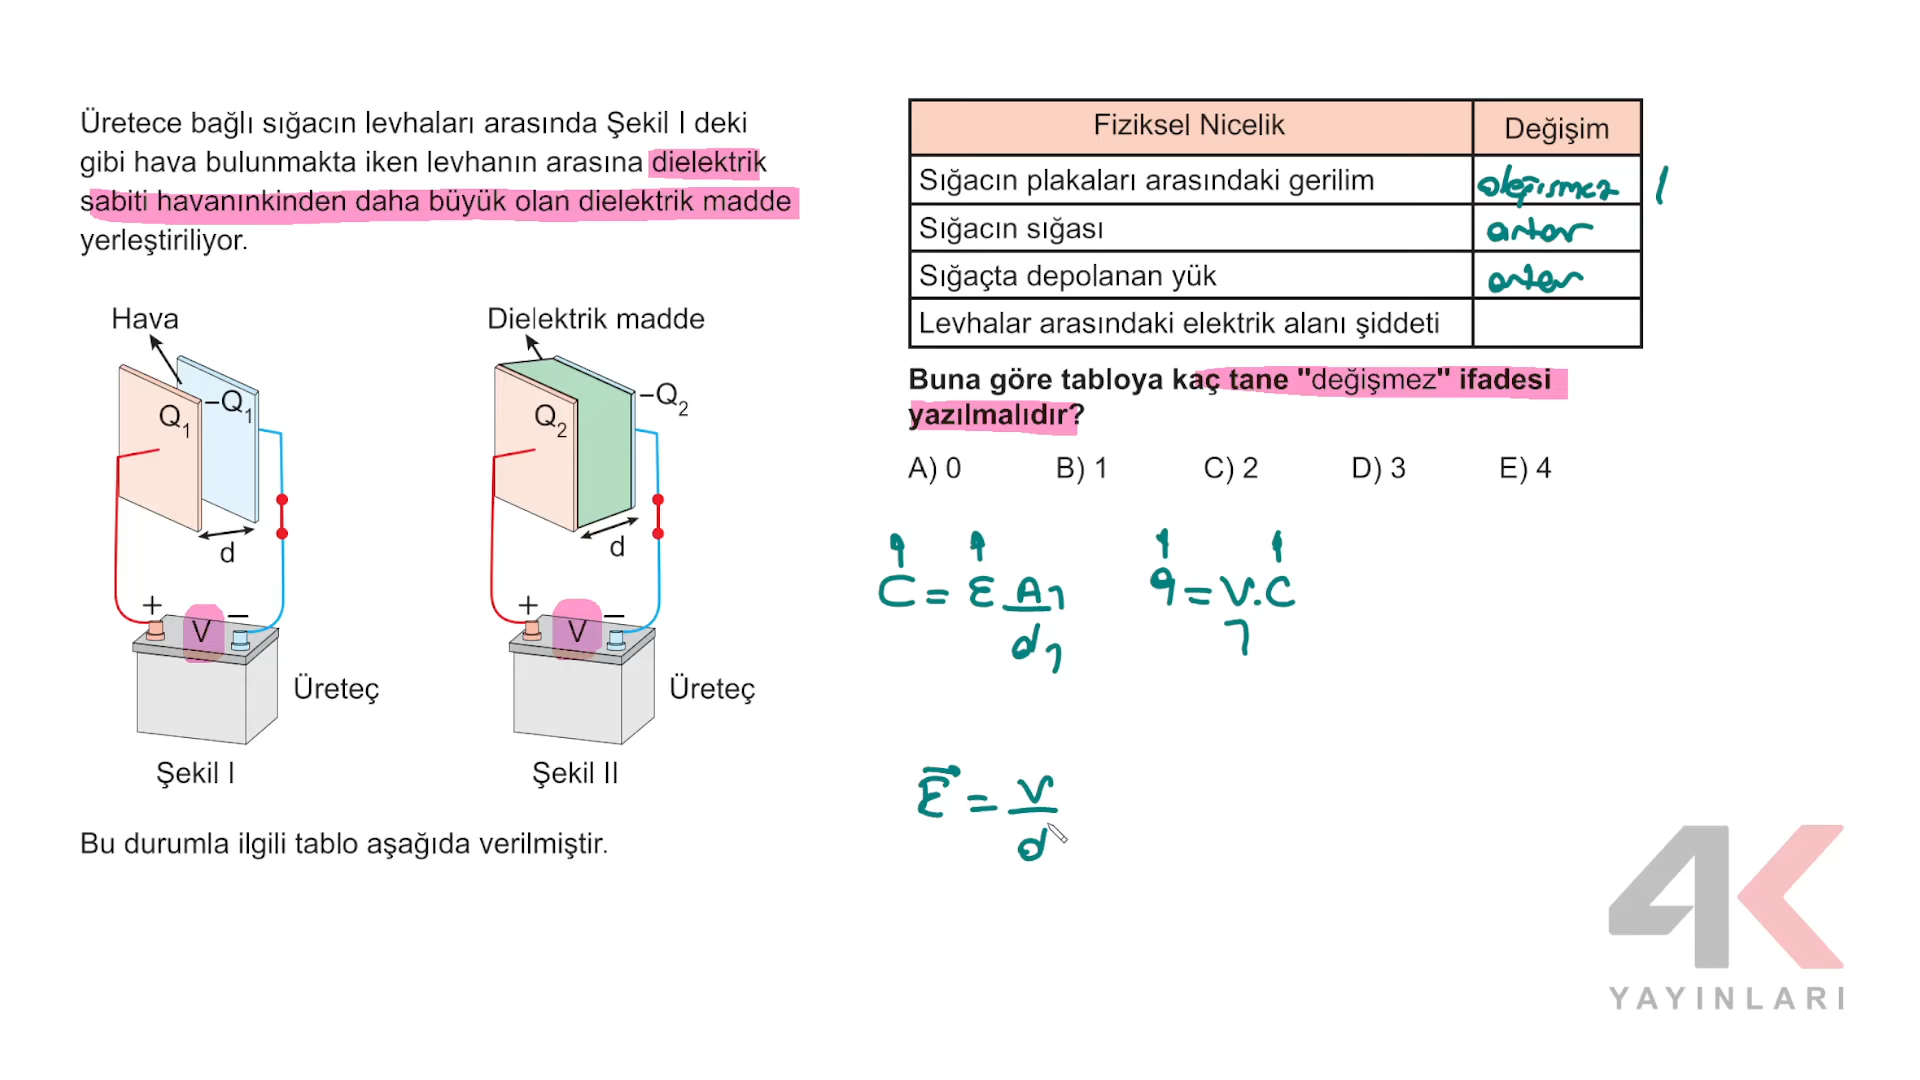 Üretece bağlı sığacın levhaları arasında Şekil I deki
gibi hava bulunmakta iken levhanın arasına dielektrik
sabiti havanınkinden daha büyük olan dielektrik madde
yerleştiriliyor.
Hava
Q1
–Q1
d
+ V –
Üreteç
Şekil I
Dielektrik madde
Q2
–Q2
d
+ V –
Üreteç
Şekil II
Bu durumla ilgili tablo aşağıda verilmiştir.
Fiziksel Nicelik Değişim
Sığacın plakaları arasındaki gerilim değişmez 1
Sığacın sığası artar
Sığaçta depolanan yük artar
Levhalar arasındaki elektrik alanı şiddeti
Buna göre tabloya kaç tane "değişmez" ifadesi
yazılmalıdır?
A) 0 B) 1 C) 2 D) 3 E) 4
C = ε A/d
q = V.C
E = V/d
4K
YAYINLARI